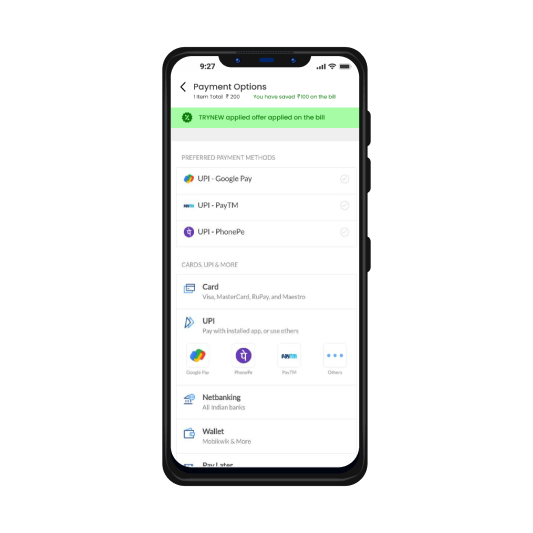 9:27
Payment Options
1 Item Total ₹ 200 You have saved ₹100 on the bill
TRYNEW applied offer applied on the bill
PREFERRED PAYMENT METHODS
UPI - Google Pay
PAYTM UPI - PayTM
पे UPI - PhonePe
CARDS, UPI & MORE
Card
Visa, MasterCard, RuPay, and Maestro
UPI
Pay with installed app, or use others
पे PAYTM
Google Pay PhonePe PayTM Others
Netbanking
All Indian banks
Wallet
Mobikwik & More
Pay Later